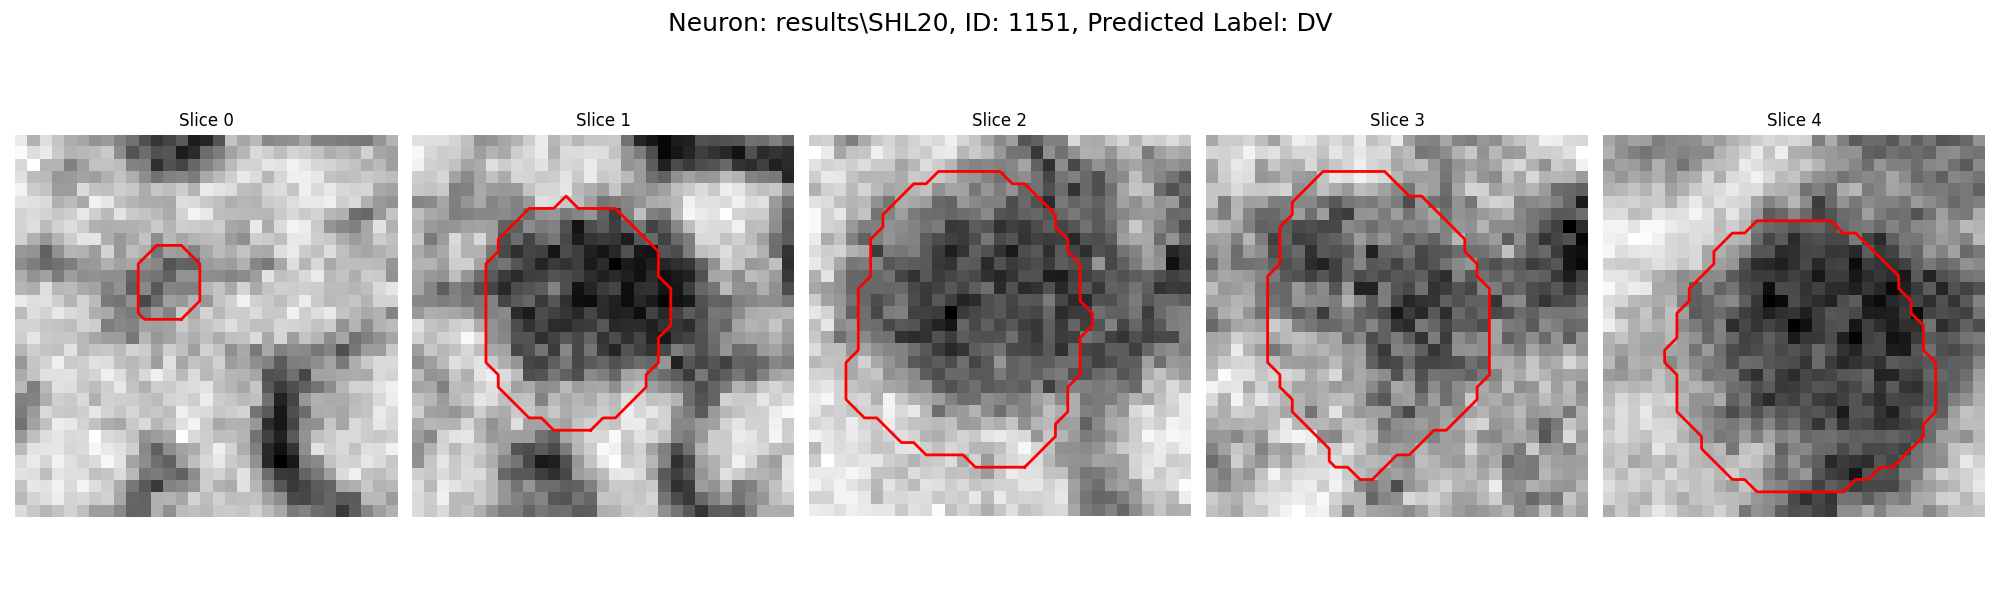 Neuron: results\SHL20, ID: 1151, Predicted Label: DV
Slice 0
Slice 1
Slice 2
Slice 3
Slice 4